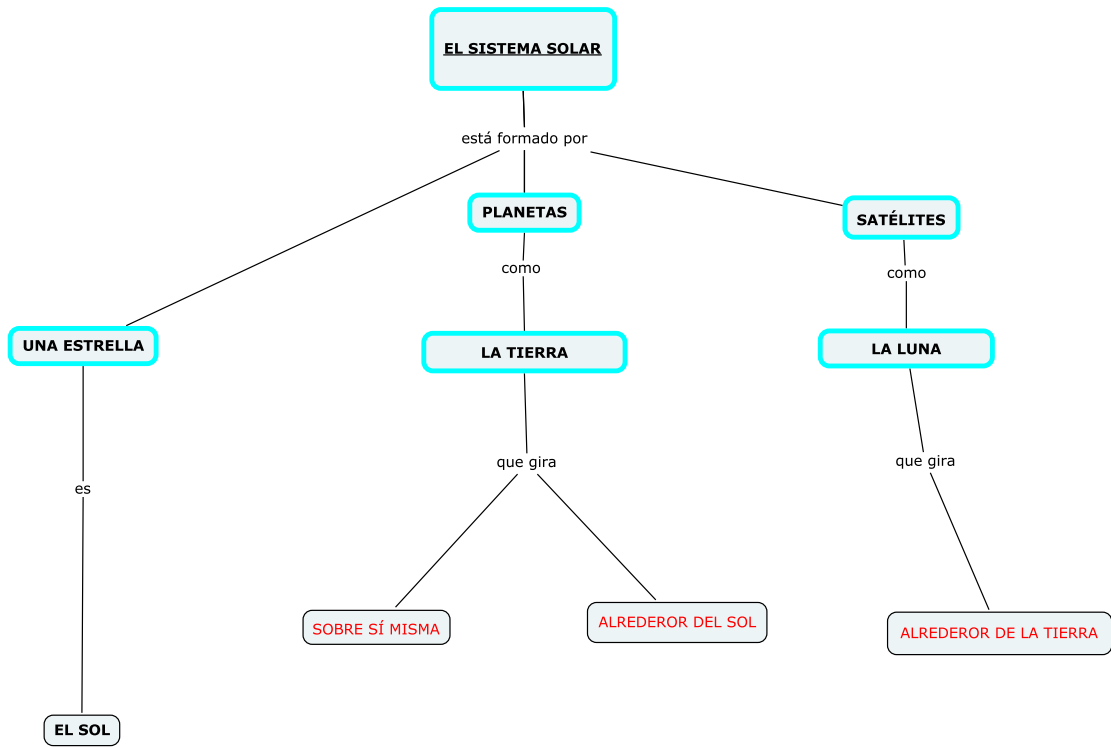 EL SISTEMA SOLAR
está formado por
PLANETAS
SATÉLITES
como
como
UNA ESTRELLA
LA TIERRA
LA LUNA
que gira
que gira
es
SOBRE SÍ MISMA
ALREDEROR DEL SOL
ALREDEROR DE LA TIERRA
EL SOL